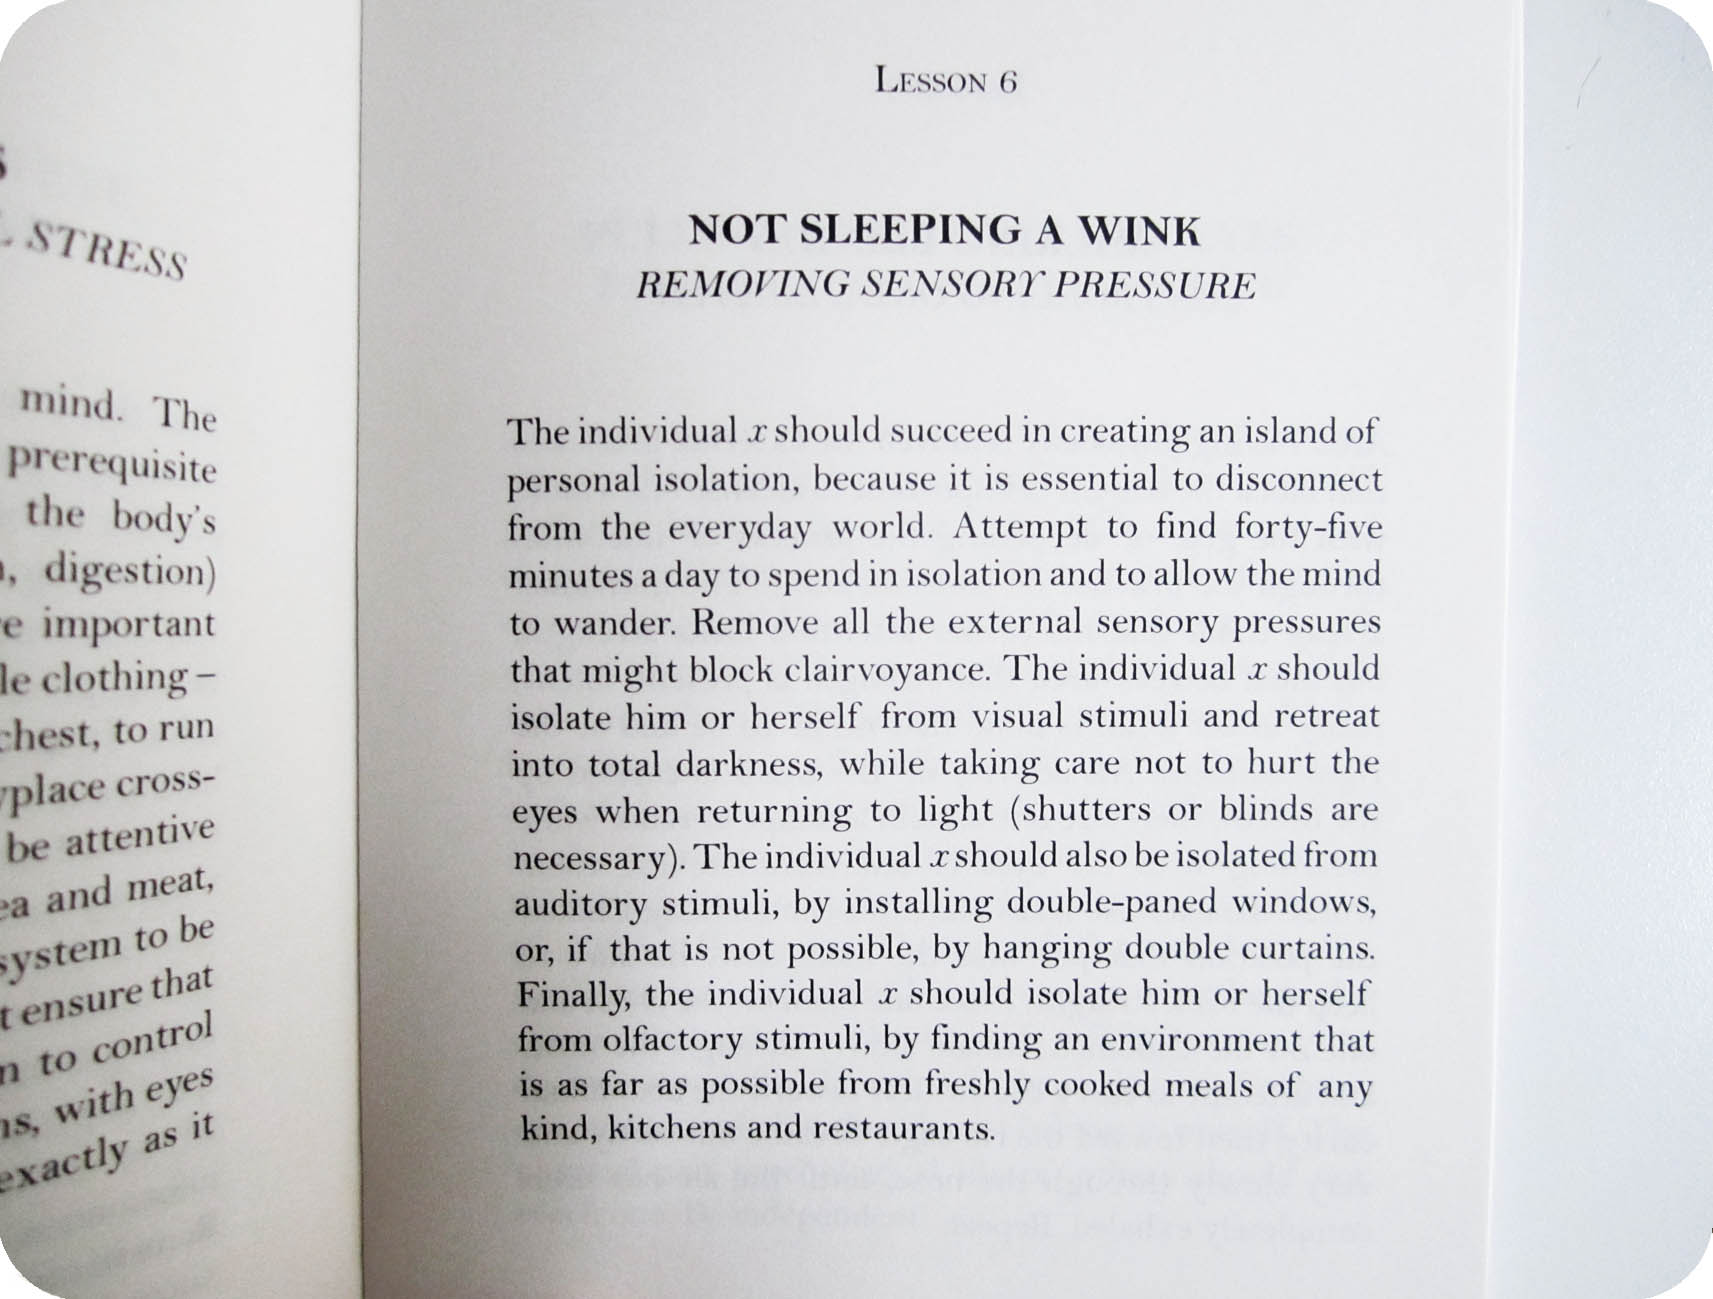 STRESS
mind. The
prerequisite
the body's
digestion)
important
clothing –
chest, to run
place cross-
be attentive
and meat,
system to be
ensure that
to control
with eyes
exactly as it
LESSON 6
NOT SLEEPING A WINK
REMOVING SENSORY PRESSURE
The individual x should succeed in creating an island of
personal isolation, because it is essential to disconnect
from the everyday world. Attempt to find forty-five
minutes a day to spend in isolation and to allow the mind
to wander. Remove all the external sensory pressures
that might block clairvoyance. The individual x should
isolate him or herself from visual stimuli and retreat
into total darkness, while taking care not to hurt the
eyes when returning to light (shutters or blinds are
necessary). The individual x should also be isolated from
auditory stimuli, by installing double-paned windows,
or, if that is not possible, by hanging double curtains.
Finally, the individual x should isolate him or herself
from olfactory stimuli, by finding an environment that
is as far as possible from freshly cooked meals of any
kind, kitchens and restaurants.